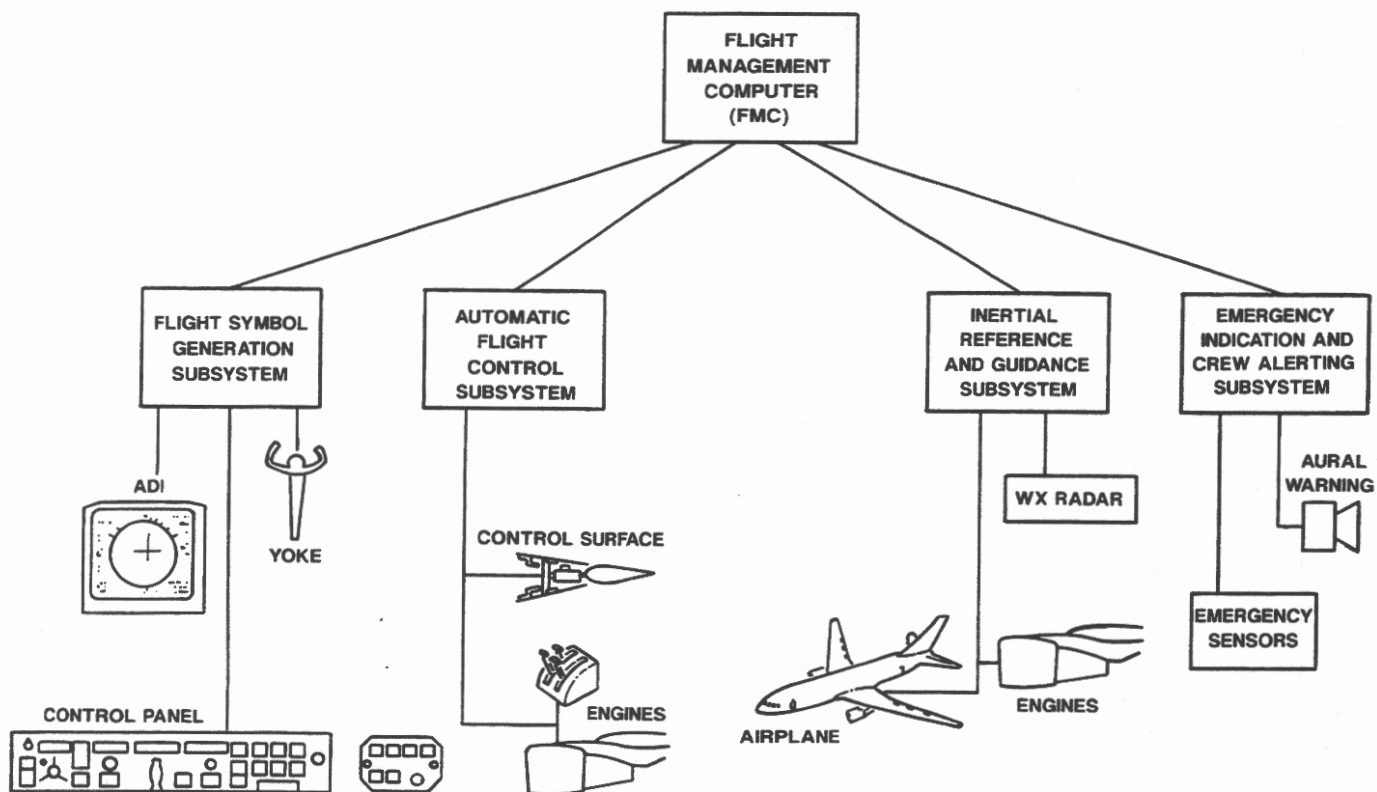 FLIGHT
MANAGEMENT
COMPUTER
(FMC)
FLIGHT SYMBOL
GENERATION
SUBSYSTEM
AUTOMATIC
FLIGHT
CONTROL
SUBSYSTEM
INERTIAL
REFERENCE
AND GUIDANCE
SUBSYSTEM
EMERGENCY
INDICATION AND
CREW ALERTING
SUBSYSTEM
ADI
YOKE
CONTROL PANEL
CONTROL SURFACE
ENGINES
WX RADAR
AIRPLANE
ENGINES
AURAL
WARNING
EMERGENCY
SENSORS